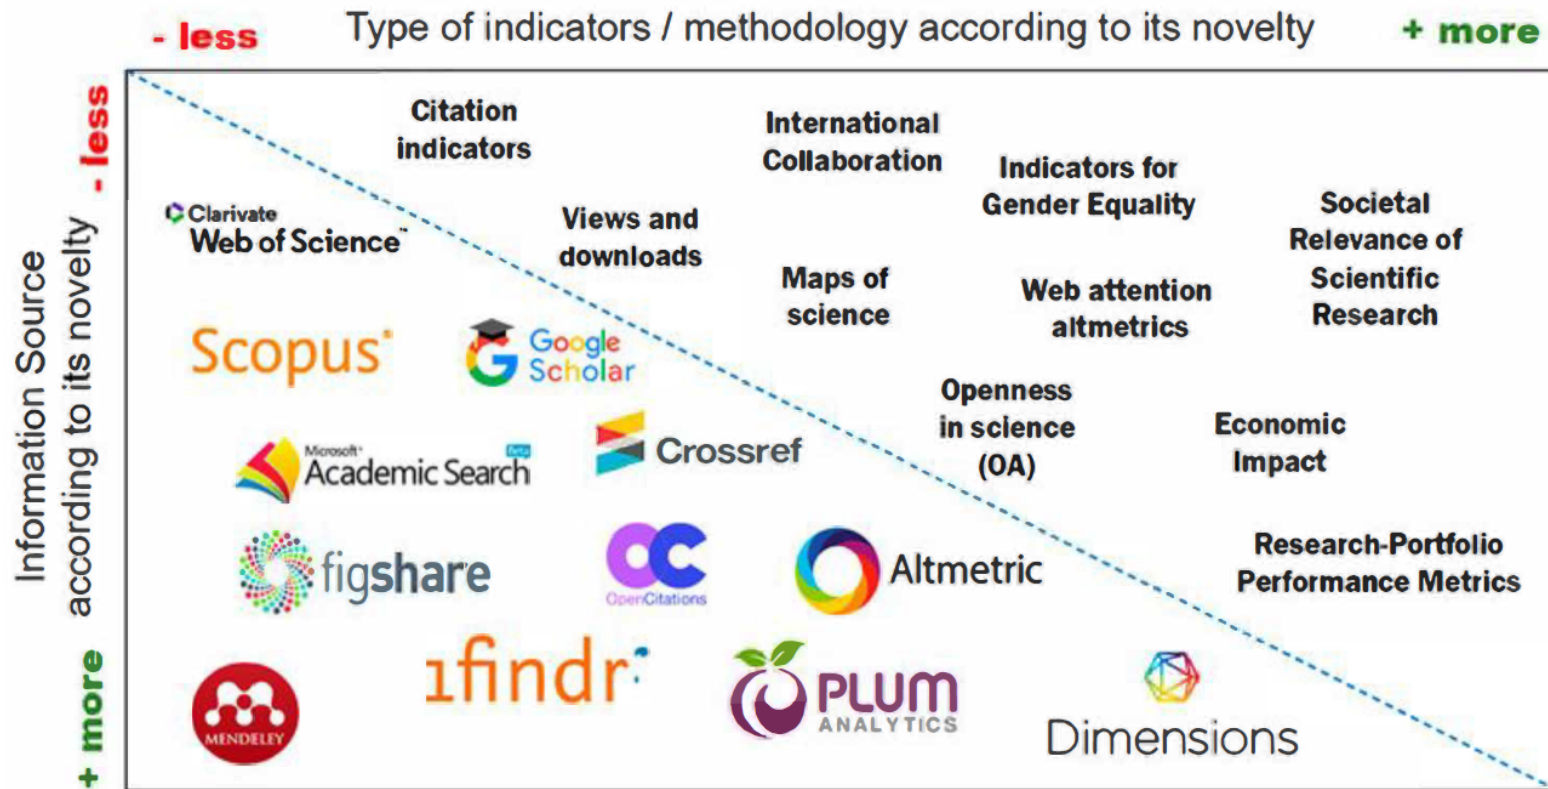 - less Type of indicators / methodology according to its novelty + more
- less
Information Source
according to its novelty
+ more
Citation
indicators
International
Collaboration
Indicators for
Gender Equality
Societal
Relevance of
Scientific
Research
Clarivate
Web of Science™
Views and
downloads
Maps of
science
Web attention
altmetrics
Scopus®
Google
Scholar
Openness
in science
(OA)
Economic
Impact
Microsoft®
Academic Search Beta
Crossref
figshare
OC
OpenCitations
Altmetric
Research-Portfolio
Performance Metrics
MENDELEY
1findr
PLUM
ANALYTICS
Dimensions